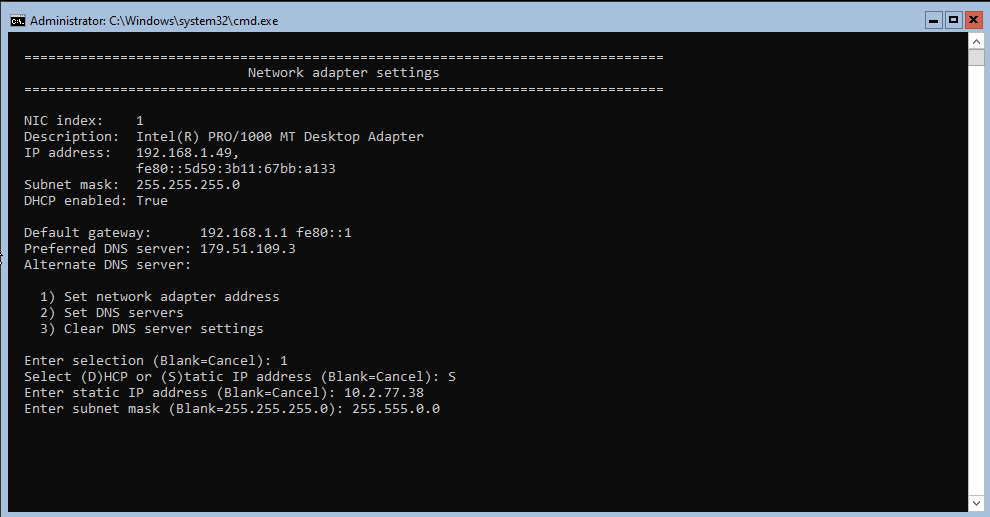 Administrator: C:\Windows\system32\cmd.exe
================================================================================
Network adapter settings
================================================================================
NIC index: 1
Description: Intel(R) PRO/1000 MT Desktop Adapter
IP address: 192.168.1.49,
fe80::5d59:3b11:67bb:a133
Subnet mask: 255.255.255.0
DHCP enabled: True
Default gateway: 192.168.1.1 fe80::1
Preferred DNS server: 179.51.109.3
Alternate DNS server:
1) Set network adapter address
2) Set DNS servers
3) Clear DNS server settings
Enter selection (Blank=Cancel): 1
Select (D)HCP or (S)tatic IP address (Blank=Cancel): S
Enter static IP address (Blank=Cancel): 10.2.77.38
Enter subnet mask (Blank=255.255.255.0): 255.555.0.0